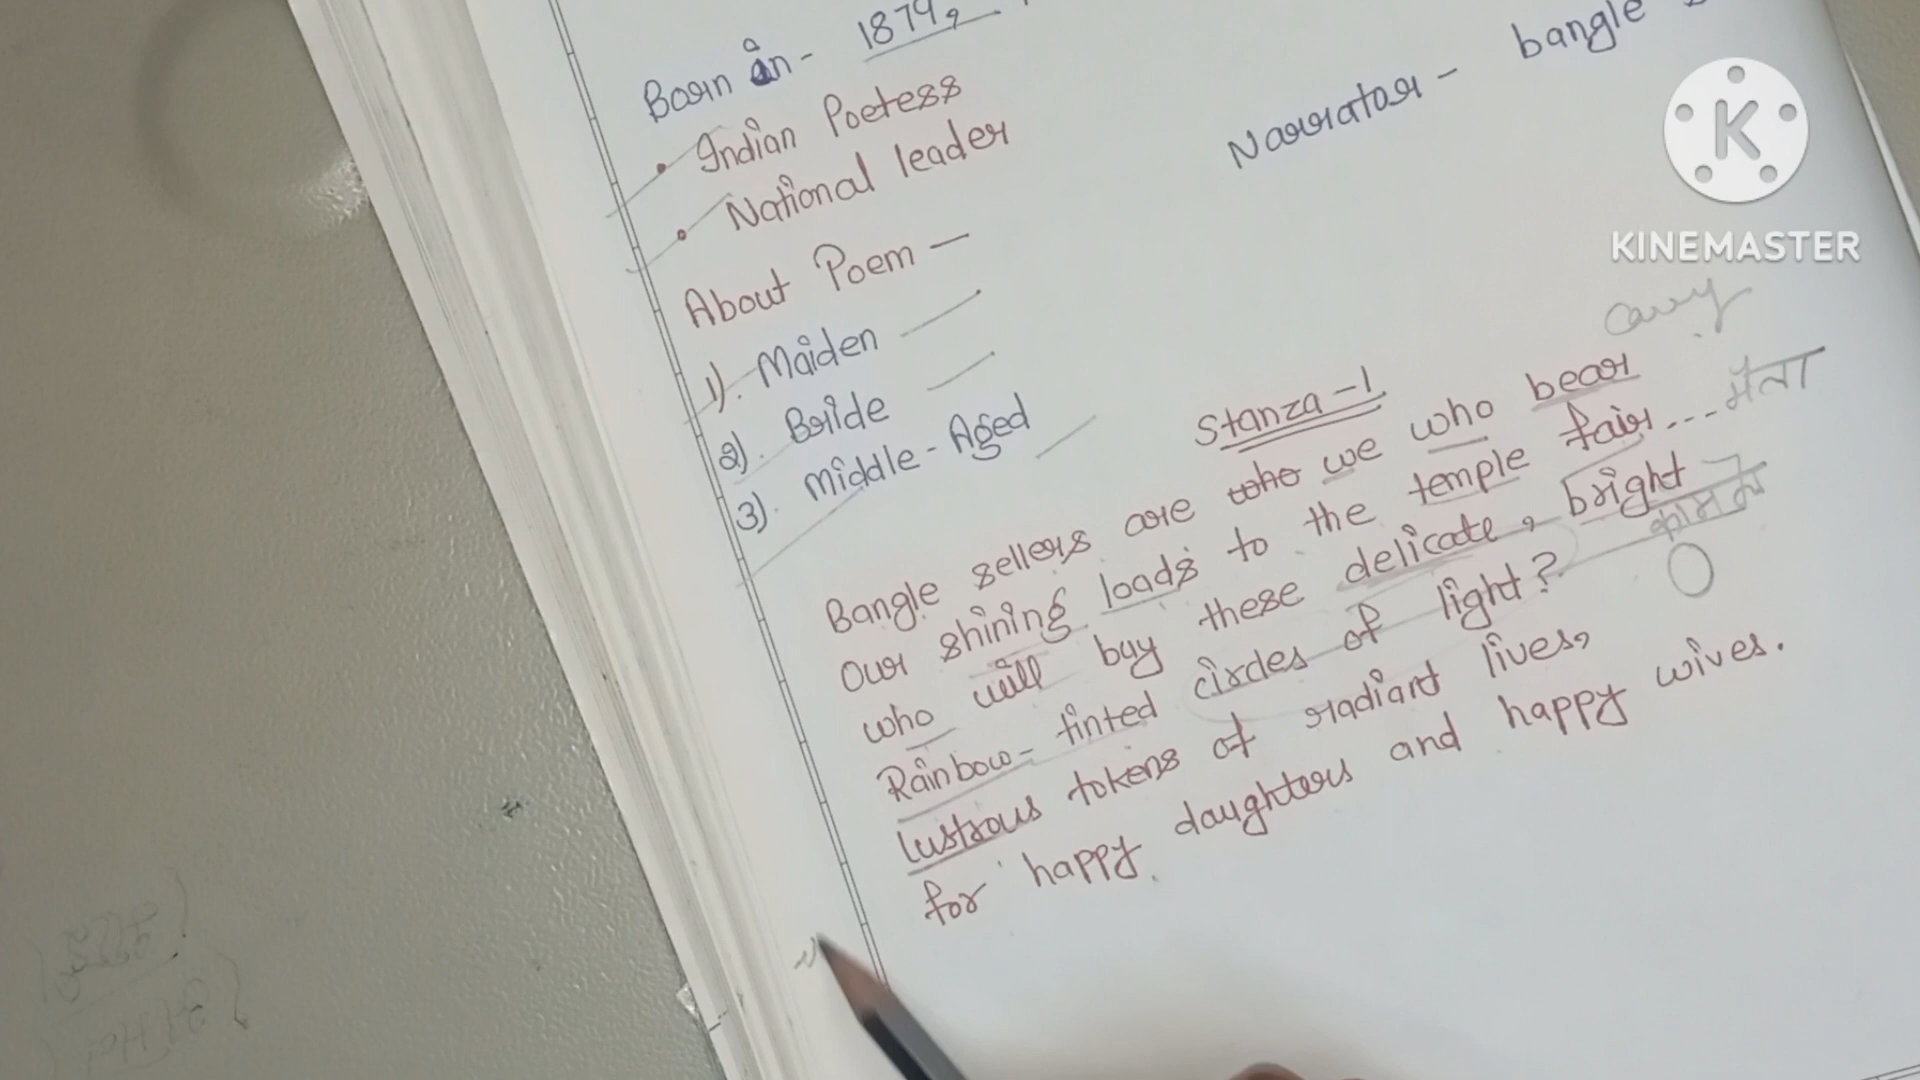 Born in - 1879,
• Indian Poetess
• National leader
Narrator - bangle
About Poem —
1). Maiden
2). Bride
3). Middle-Aged
carry
Stanza-1
Bangle sellers are who we who bear
Our shining loads to the temple fair... मेला
who will buy these delicate, bright
Rainbow-tinted circles of light?
lustrous tokens of radiant lives,
for happy daughters and happy wives.
KINEMASTER